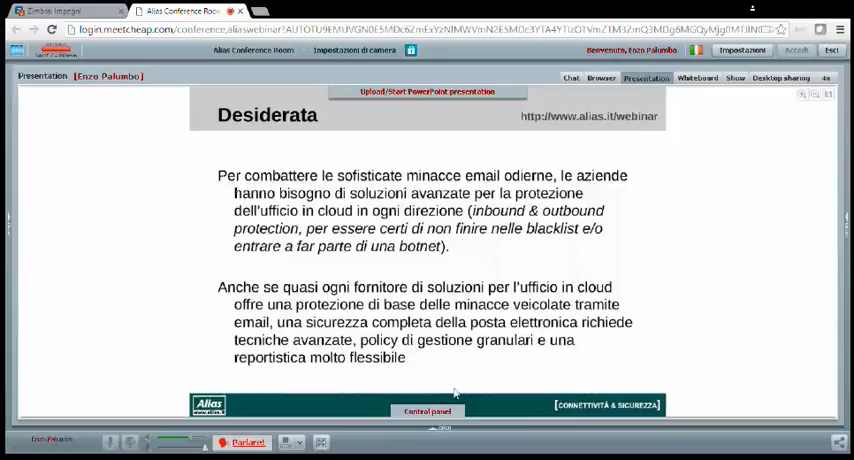 Zimbra: Impegni
Alias Conference Room
Alias Conference Room
Impostazioni di camera
Benvenuto, Enzo Palumbo
Impostazioni
Accedi
Esci
Presentation
[Enzo Palumbo]
Chat
Browser
Presentation
Whiteboard
Show
Desktop sharing
4x
Upload/Start PowerPoint presentation
Desiderata
http://www.alias.it/webinar
Per combattere le sofisticate minacce email odierne, le aziende
hanno bisogno di soluzioni avanzate per la protezione
dell'ufficio in cloud in ogni direzione (inbound & outbound
protection, per essere certi di non finire nelle blacklist e/o
entrare a far parte di una botnet).
Anche se quasi ogni fornitore di soluzioni per l'ufficio in cloud
offre una protezione di base delle minacce veicolate tramite
email, una sicurezza completa della posta elettronica richiede
tecniche avanzate, policy di gestione granulari e una
reportistica molto flessibile
Alias
www.alias.it
Control panel
[CONNETTIVITÀ & SICUREZZA]
Enzo Palumbo
Parlare!